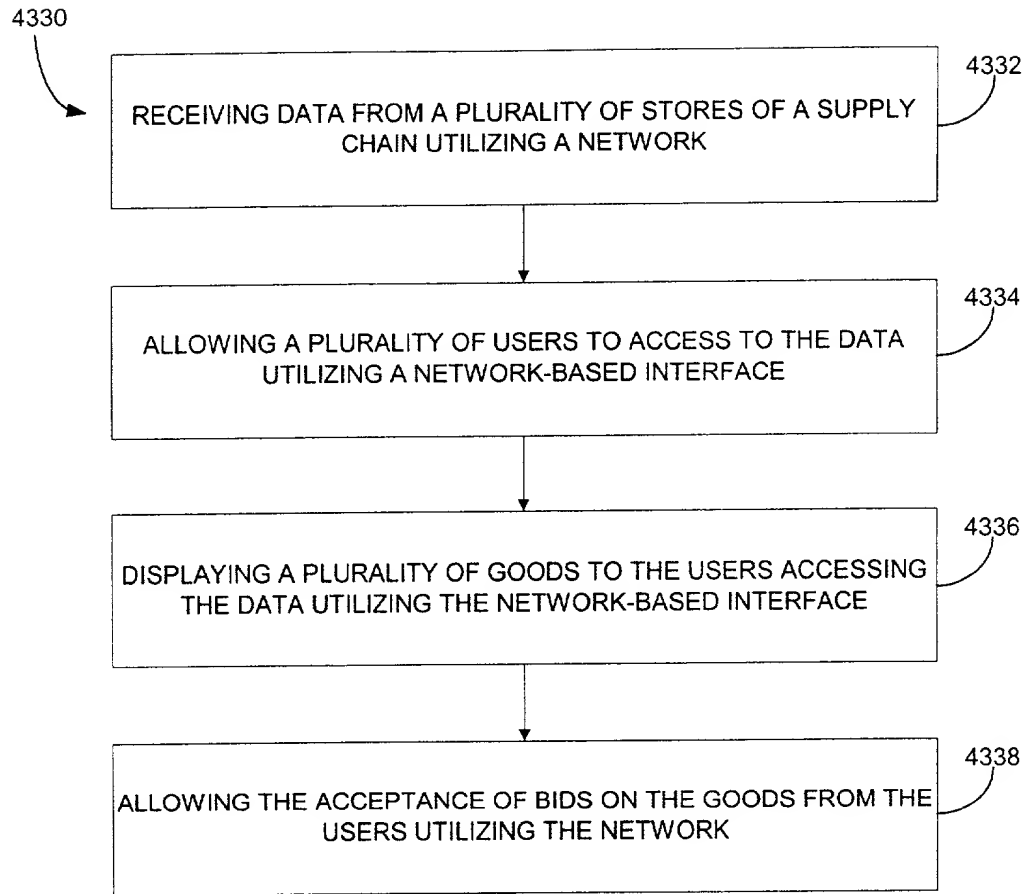 4330
4332
RECEIVING DATA FROM A PLURALITY OF STORES OF A SUPPLY
CHAIN UTILIZING A NETWORK
4334
ALLOWING A PLURALITY OF USERS TO ACCESS TO THE DATA
UTILIZING A NETWORK-BASED INTERFACE
4336
DISPLAYING A PLURALITY OF GOODS TO THE USERS ACCESSING
THE DATA UTILIZING THE NETWORK-BASED INTERFACE
4338
ALLOWING THE ACCEPTANCE OF BIDS ON THE GOODS FROM THE
USERS UTILIZING THE NETWORK